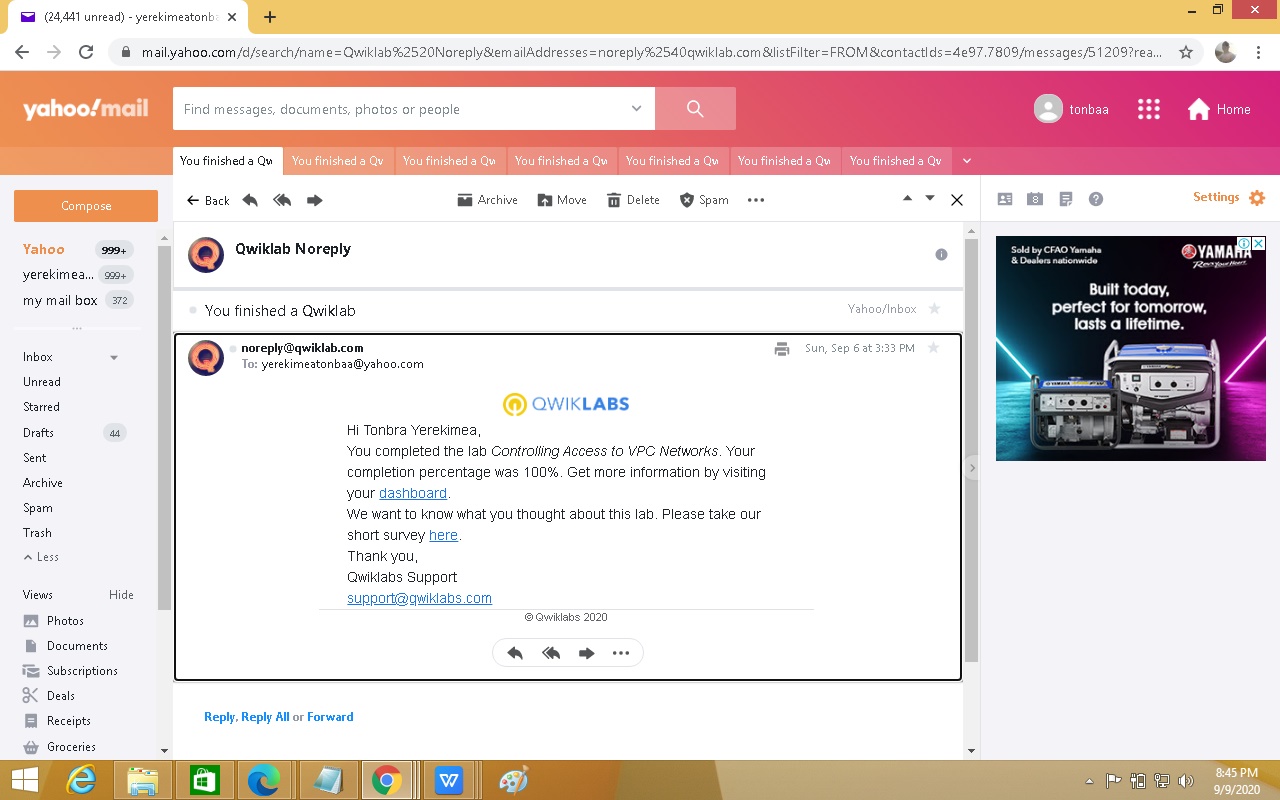 (24,441 unread) - yerekimeatonba
mail.yahoo.com/d/search/name=Qwiklab%2520Noreply&emailAddresses=noreply%2540qwiklab.com&listFilter=FROM&contactIds=4e97.7809/messages/51209?rea...
yahoo!mail
Find messages, documents, photos or people
tonbaa
Home
You finished a Qw
You finished a Qw
You finished a Qw
You finished a Qw
You finished a Qw
You finished a Qw
You finished a Qw
Compose
Back
Archive
Move
Delete
Spam
8
Settings
Yahoo 999+
yerekimea... 999+
my mail box 372
Inbox
Unread
Starred
Drafts 44
Sent
Archive
Spam
Trash
Less
Views Hide
Photos
Documents
Subscriptions
Deals
Receipts
Groceries
Qwiklab Noreply
You finished a Qwiklab
Yahoo/Inbox
noreply@qwiklab.com
Sun, Sep 6 at 3:33 PM
To: yerekimeatonbaa@yahoo.com
QWIKLABS
Hi Tonbra Yerekimea,
You completed the lab Controlling Access to VPC Networks. Your
completion percentage was 100%. Get more information by visiting
your dashboard.
We want to know what you thought about this lab. Please take our
short survey here.
Thank you,
Qwiklabs Support
support@qwiklabs.com
© Qwiklabs 2020
Reply, Reply All or Forward
Sold by CFAO Yamaha
& Dealers nationwide
YAMAHA
Revs Your Heart
Built today,
perfect for tomorrow,
lasts a lifetime.
8:45 PM
9/9/2020